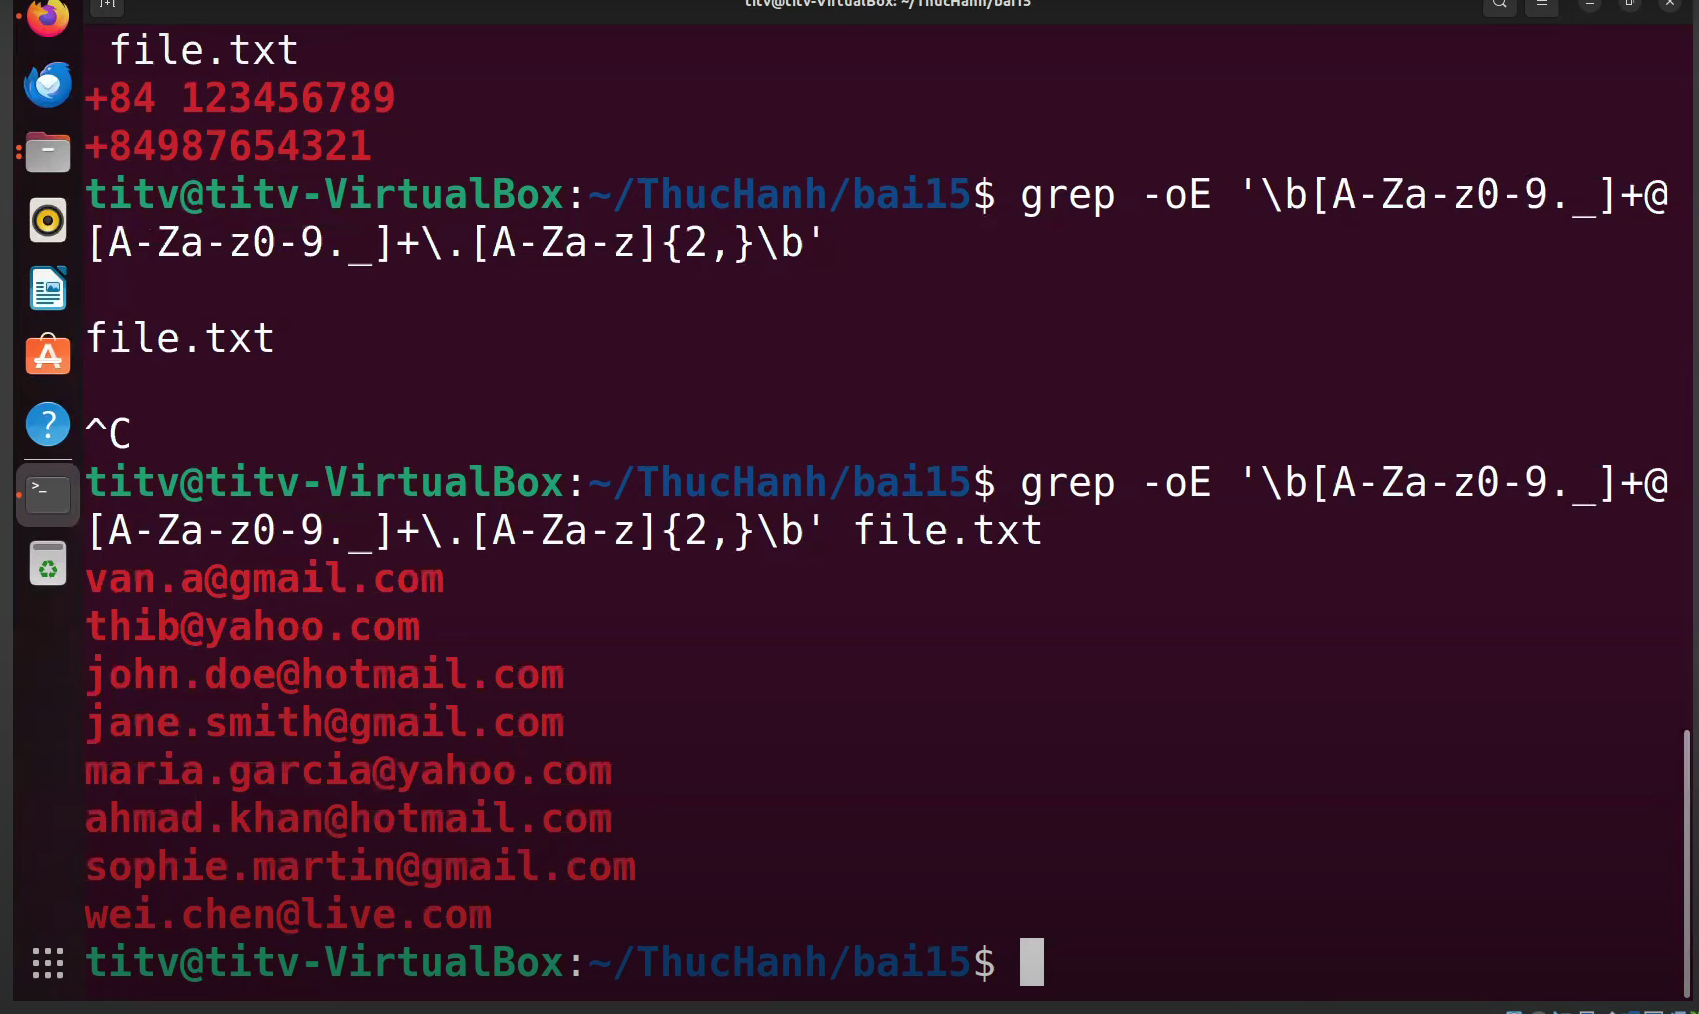 titv@titv-VirtualBox: ~/ThucHanh/bai15
file.txt
+84 123456789
+84987654321
titv@titv-VirtualBox:~/ThucHanh/bai15$ grep -oE '\b[A-Za-z0-9._]+@
[A-Za-z0-9._]+\.[A-Za-z]{2,}\b'
file.txt
^C
titv@titv-VirtualBox:~/ThucHanh/bai15$ grep -oE '\b[A-Za-z0-9._]+@
[A-Za-z0-9._]+\.[A-Za-z]{2,}\b' file.txt
van.a@gmail.com
thib@yahoo.com
john.doe@hotmail.com
jane.smith@gmail.com
maria.garcia@yahoo.com
ahmad.khan@hotmail.com
sophie.martin@gmail.com
wei.chen@live.com
titv@titv-VirtualBox:~/ThucHanh/bai15$